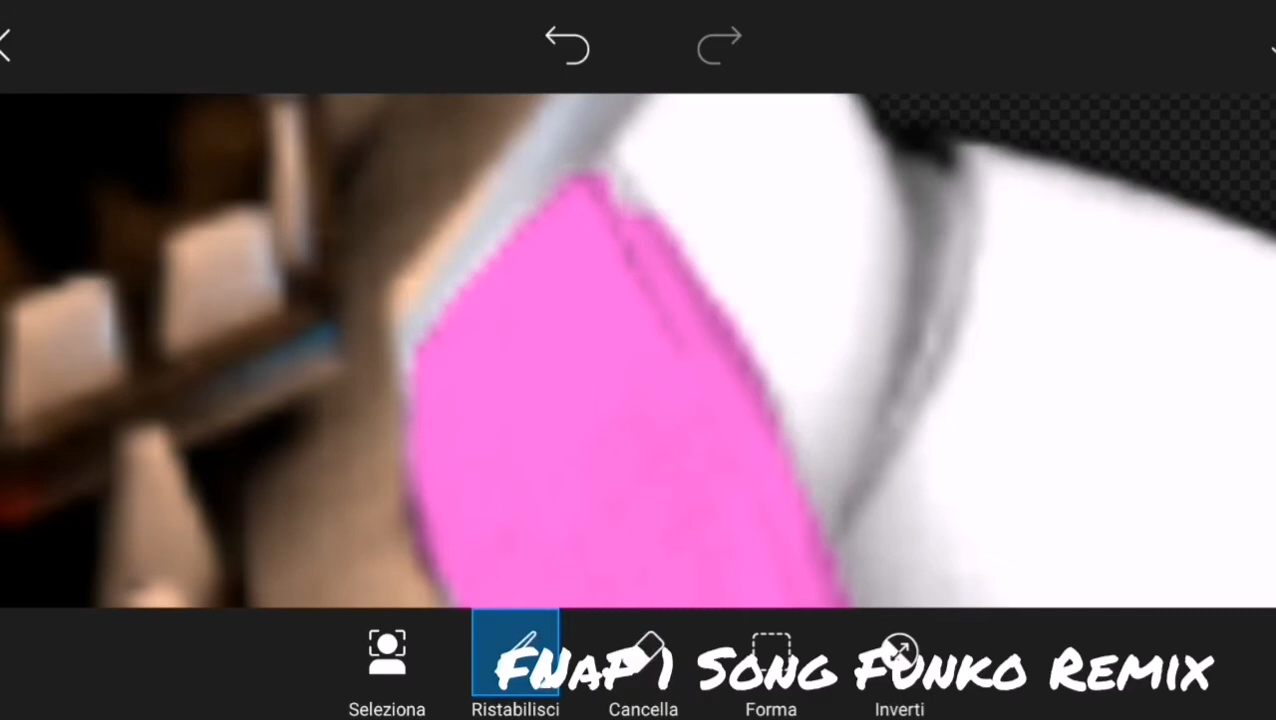 FNaF 1 Song Funko Remix
Seleziona
Ristabilisci
Cancella
Forma
Inverti